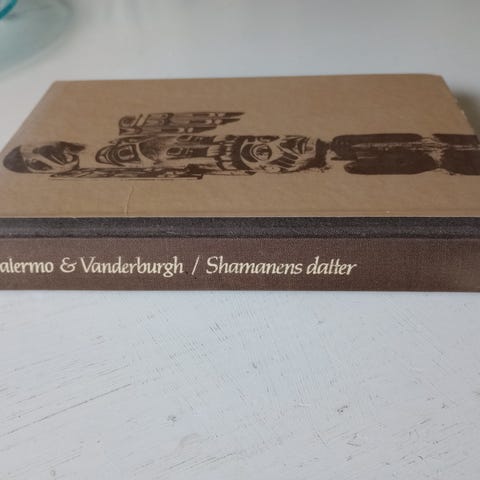 alermo & Vanderburgh / Shamanens datter